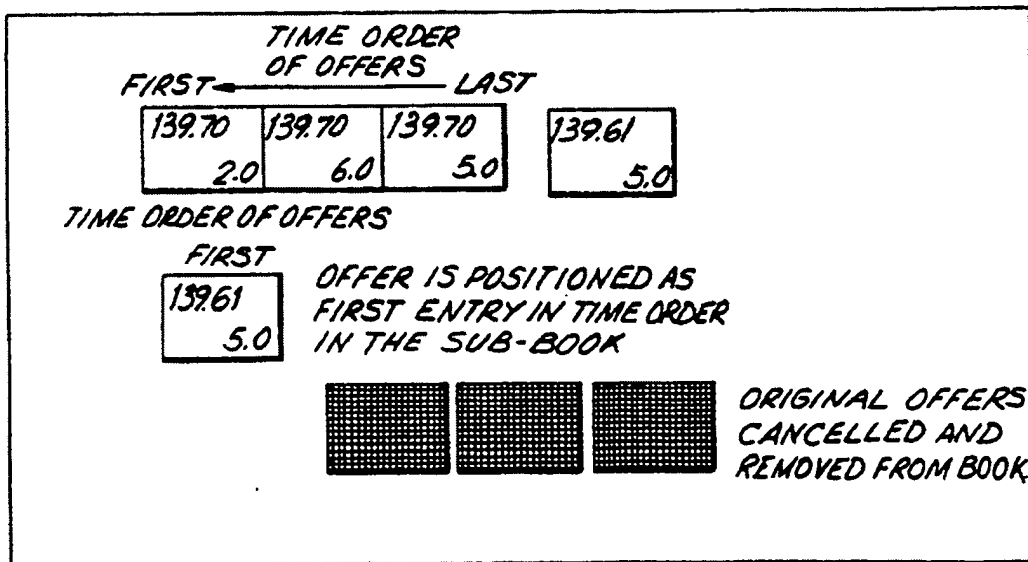 TIME ORDER
OF OFFERS
FIRST LAST
139.70 139.70 139.70 139.61
2.0 6.0 5.0 5.0
TIME ORDER OF OFFERS
FIRST
139.61
5.0
OFFER IS POSITIONED AS
FIRST ENTRY IN TIME ORDER
IN THE SUB-BOOK
ORIGINAL OFFERS
CANCELLED AND
REMOVED FROM BOOK